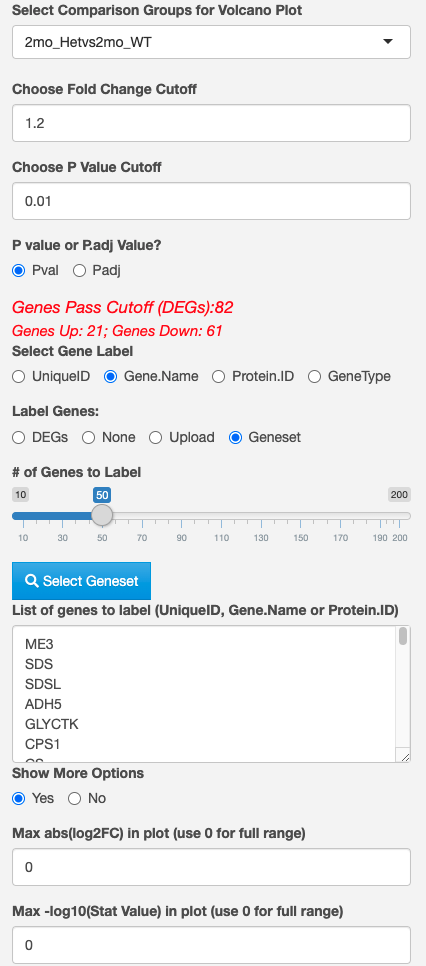 Select Comparison Groups for Volcano Plot
2mo_Hetvs2mo_WT
Choose Fold Change Cutoff
1.2
Choose P Value Cutoff
0.01
P value or P.adj Value?
Pval Padj
Genes Pass Cutoff (DEGs):82
Genes Up: 21; Genes Down: 61
Select Gene Label
UniqueID Gene.Name Protein.ID GeneType
Label Genes:
DEGs None Upload Geneset
# of Genes to Label
10 50 200
10 30 50 70 90 110 130 150 170 190 200
Select Geneset
List of genes to label (UniqueID, Gene.Name or Protein.ID)
ME3
SDS
SDSL
ADH5
GLYCTK
CPS1
Show More Options
Yes No
Max abs(log2FC) in plot (use 0 for full range)
0
Max -log10(Stat Value) in plot (use 0 for full range)
0